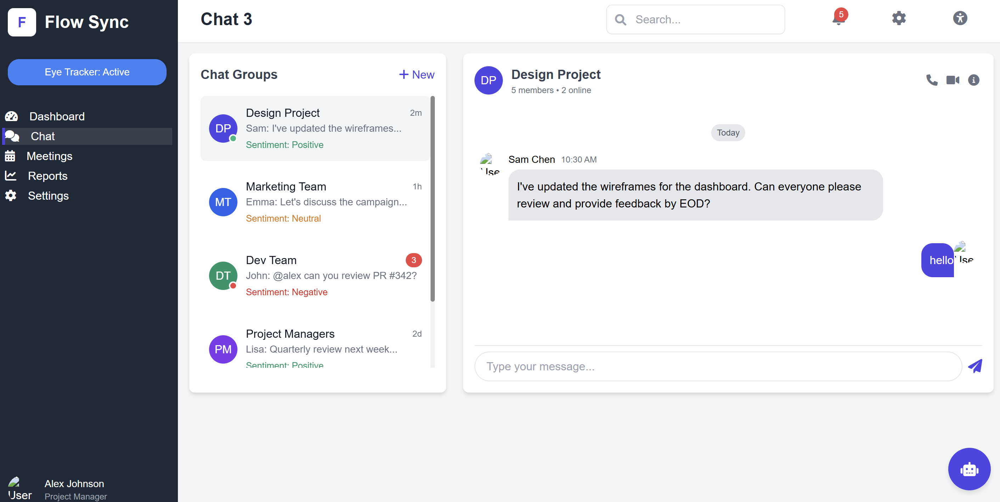 F
Flow Sync
Eye Tracker: Active
Dashboard
Chat
Meetings
Reports
Settings
User
Alex Johnson
Project Manager
Chat 3
Search...
5
Chat Groups
+ New
DP
Design Project
2m
Sam: I've updated the wireframes...
Sentiment: Positive
MT
Marketing Team
1h
Emma: Let's discuss the campaign...
Sentiment: Neutral
DT
Dev Team
3
John: @alex can you review PR #342?
Sentiment: Negative
PM
Project Managers
2d
Lisa: Quarterly review next week...
Sentiment: Positive
DP
Design Project
5 members • 2 online
Today
Use
Sam Chen 10:30 AM
I've updated the wireframes for the dashboard. Can everyone please
review and provide feedback by EOD?
hello
Use
Type your message...